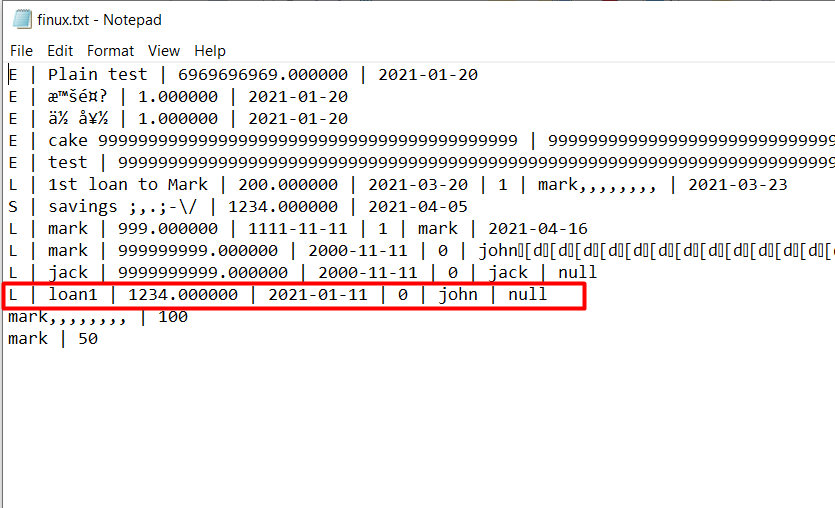 finux.txt - Notepad
File Edit Format View Help
E | Plain test | 6969696969.000000 | 2021-01-20
E | æ™šé¤? | 1.000000 | 2021-01-20
E | ä½ å¥½ | 1.000000 | 2021-01-20
E | cake 999999999999999999999999999999999999999999 | 99999999999999999999999999999
E | test | 999999999999999999999999999999999999999999999999999999999999999999999999
L | 1st loan to Mark | 200.000000 | 2021-03-20 | 1 | mark,,,,,,,, | 2021-03-23
S | savings ;,.;-\/ | 1234.000000 | 2021-04-05
L | mark | 999.000000 | 1111-11-11 | 1 | mark | 2021-04-16
L | mark | 999999999.000000 | 2000-11-11 | 0 | john[d[d[d[d[d[d[d[d[d[d[d[d[
L | jack | 9999999999.000000 | 2000-11-11 | 0 | jack | null
L | loan1 | 1234.000000 | 2021-01-11 | 0 | john | null
mark,,,,,,,, | 100
mark | 50